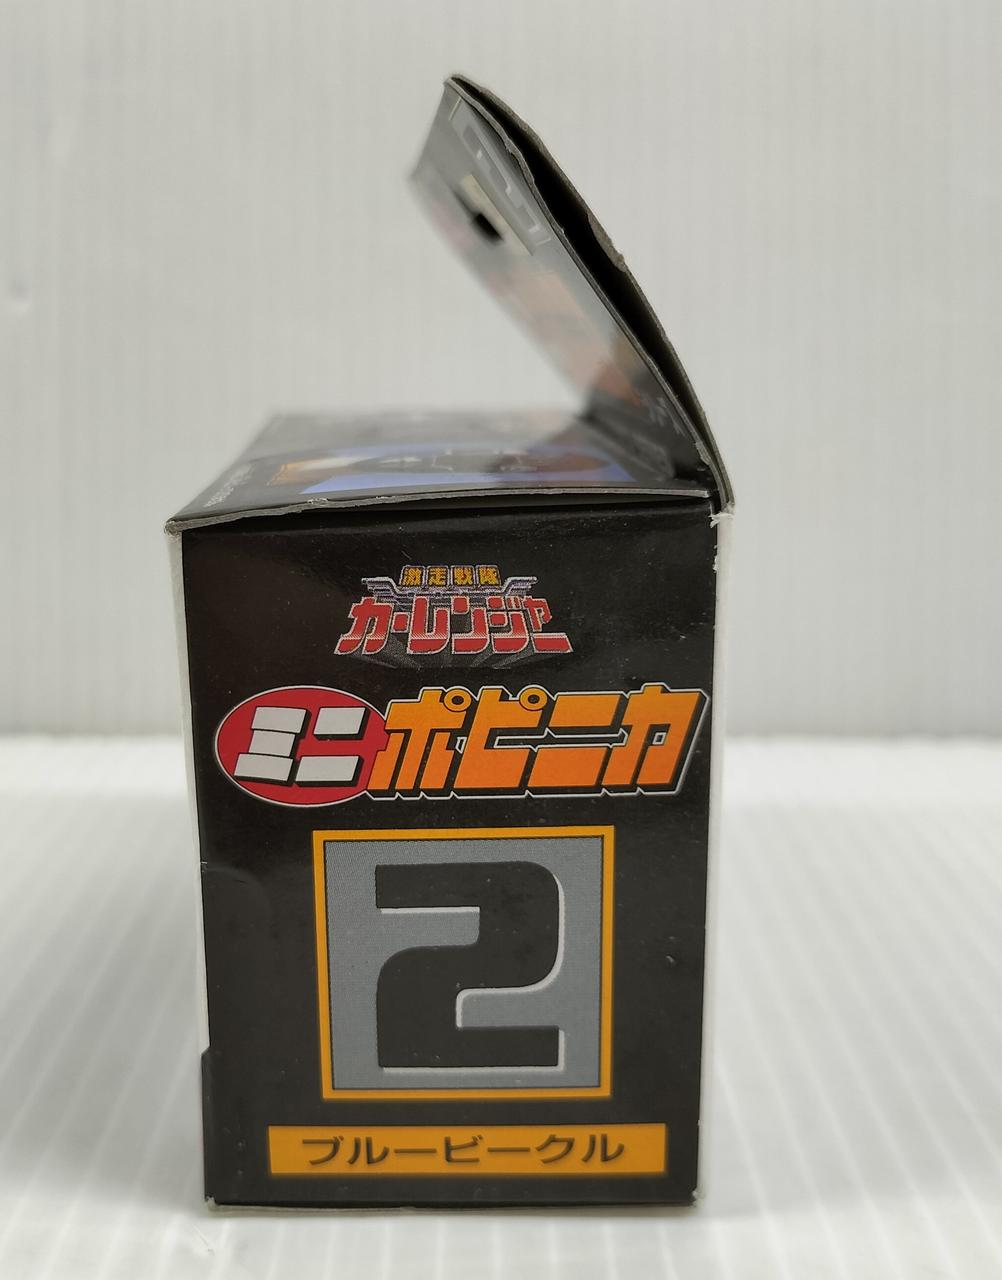 激走戦隊
カーレンジャー
ミニポピニカ
2
ブルービークル